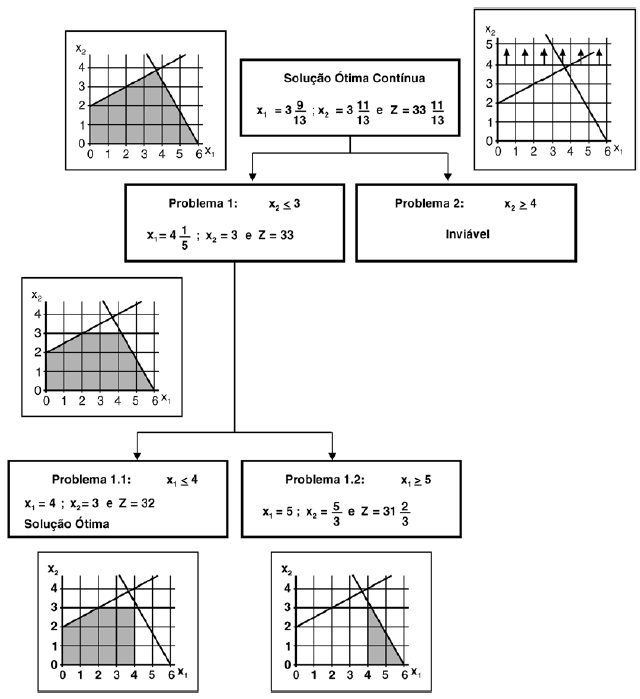 x2
4
3
2
1
0
0 1 2 3 4 5 6 x1
Solução Ótima Contínua
x1 = 3 9/13 ; x2 = 3 11/13 e Z = 33 11/13
x2
5
4
3
2
1
0
0 1 2 3 4 5 6 x1
Problema 1: x2 ≤ 3
x1 = 4 1/5 ; x2 = 3 e Z = 33
Problema 2: x2 ≥ 4
Inviável
x2
4
3
2
1
0
0 1 2 3 4 5 6 x1
Problema 1.1: x1 ≤ 4
x1 = 4 ; x2 = 3 e Z = 32
Solução Ótima
Problema 1.2: x1 ≥ 5
x1 = 5 ; x2 = 5/3 e Z = 31 2/3
x2
4
3
2
1
0
0 1 2 3 4 5 6 x1
x2
4
3
2
1
0
0 1 2 3 4 5 6 x1